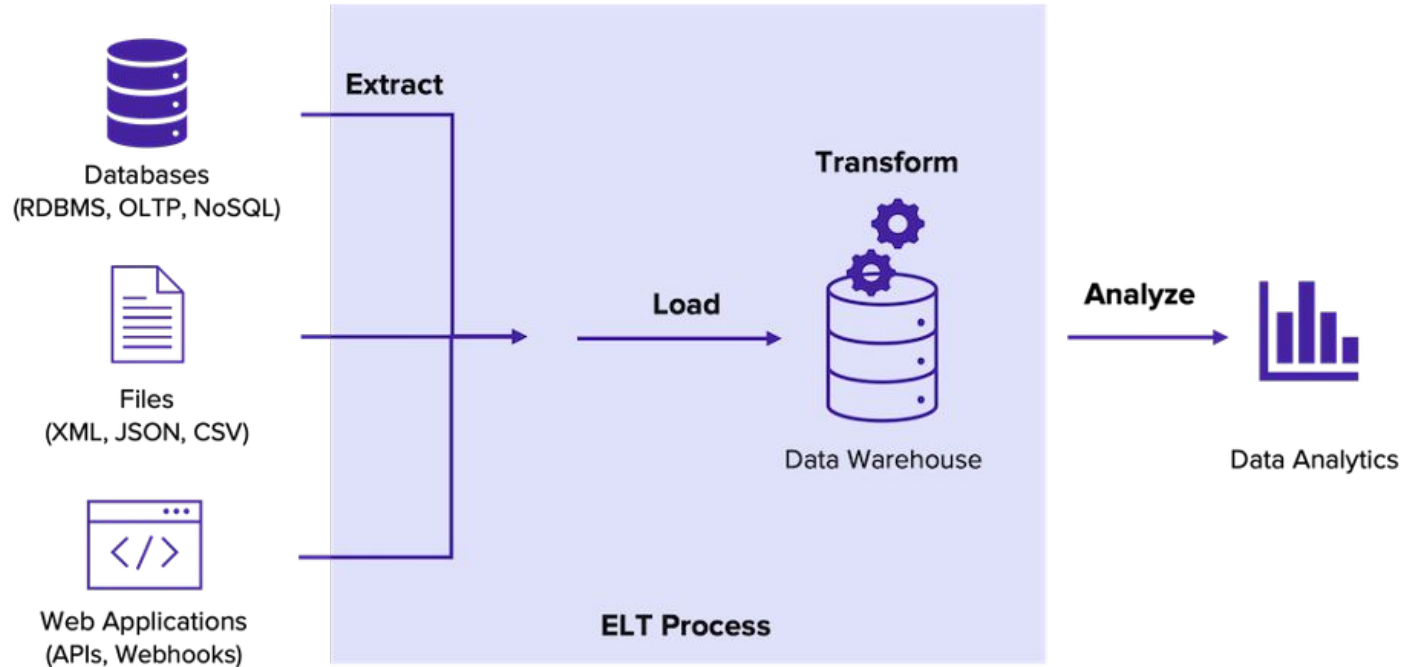 Extract
Databases
(RDBMS, OLTP, NoSQL)
Transform
Files
(XML, JSON, CSV)
Load
Analyze
Data Warehouse
Data Analytics
</>
Web Applications
(APIs, Webhooks)
ELT Process